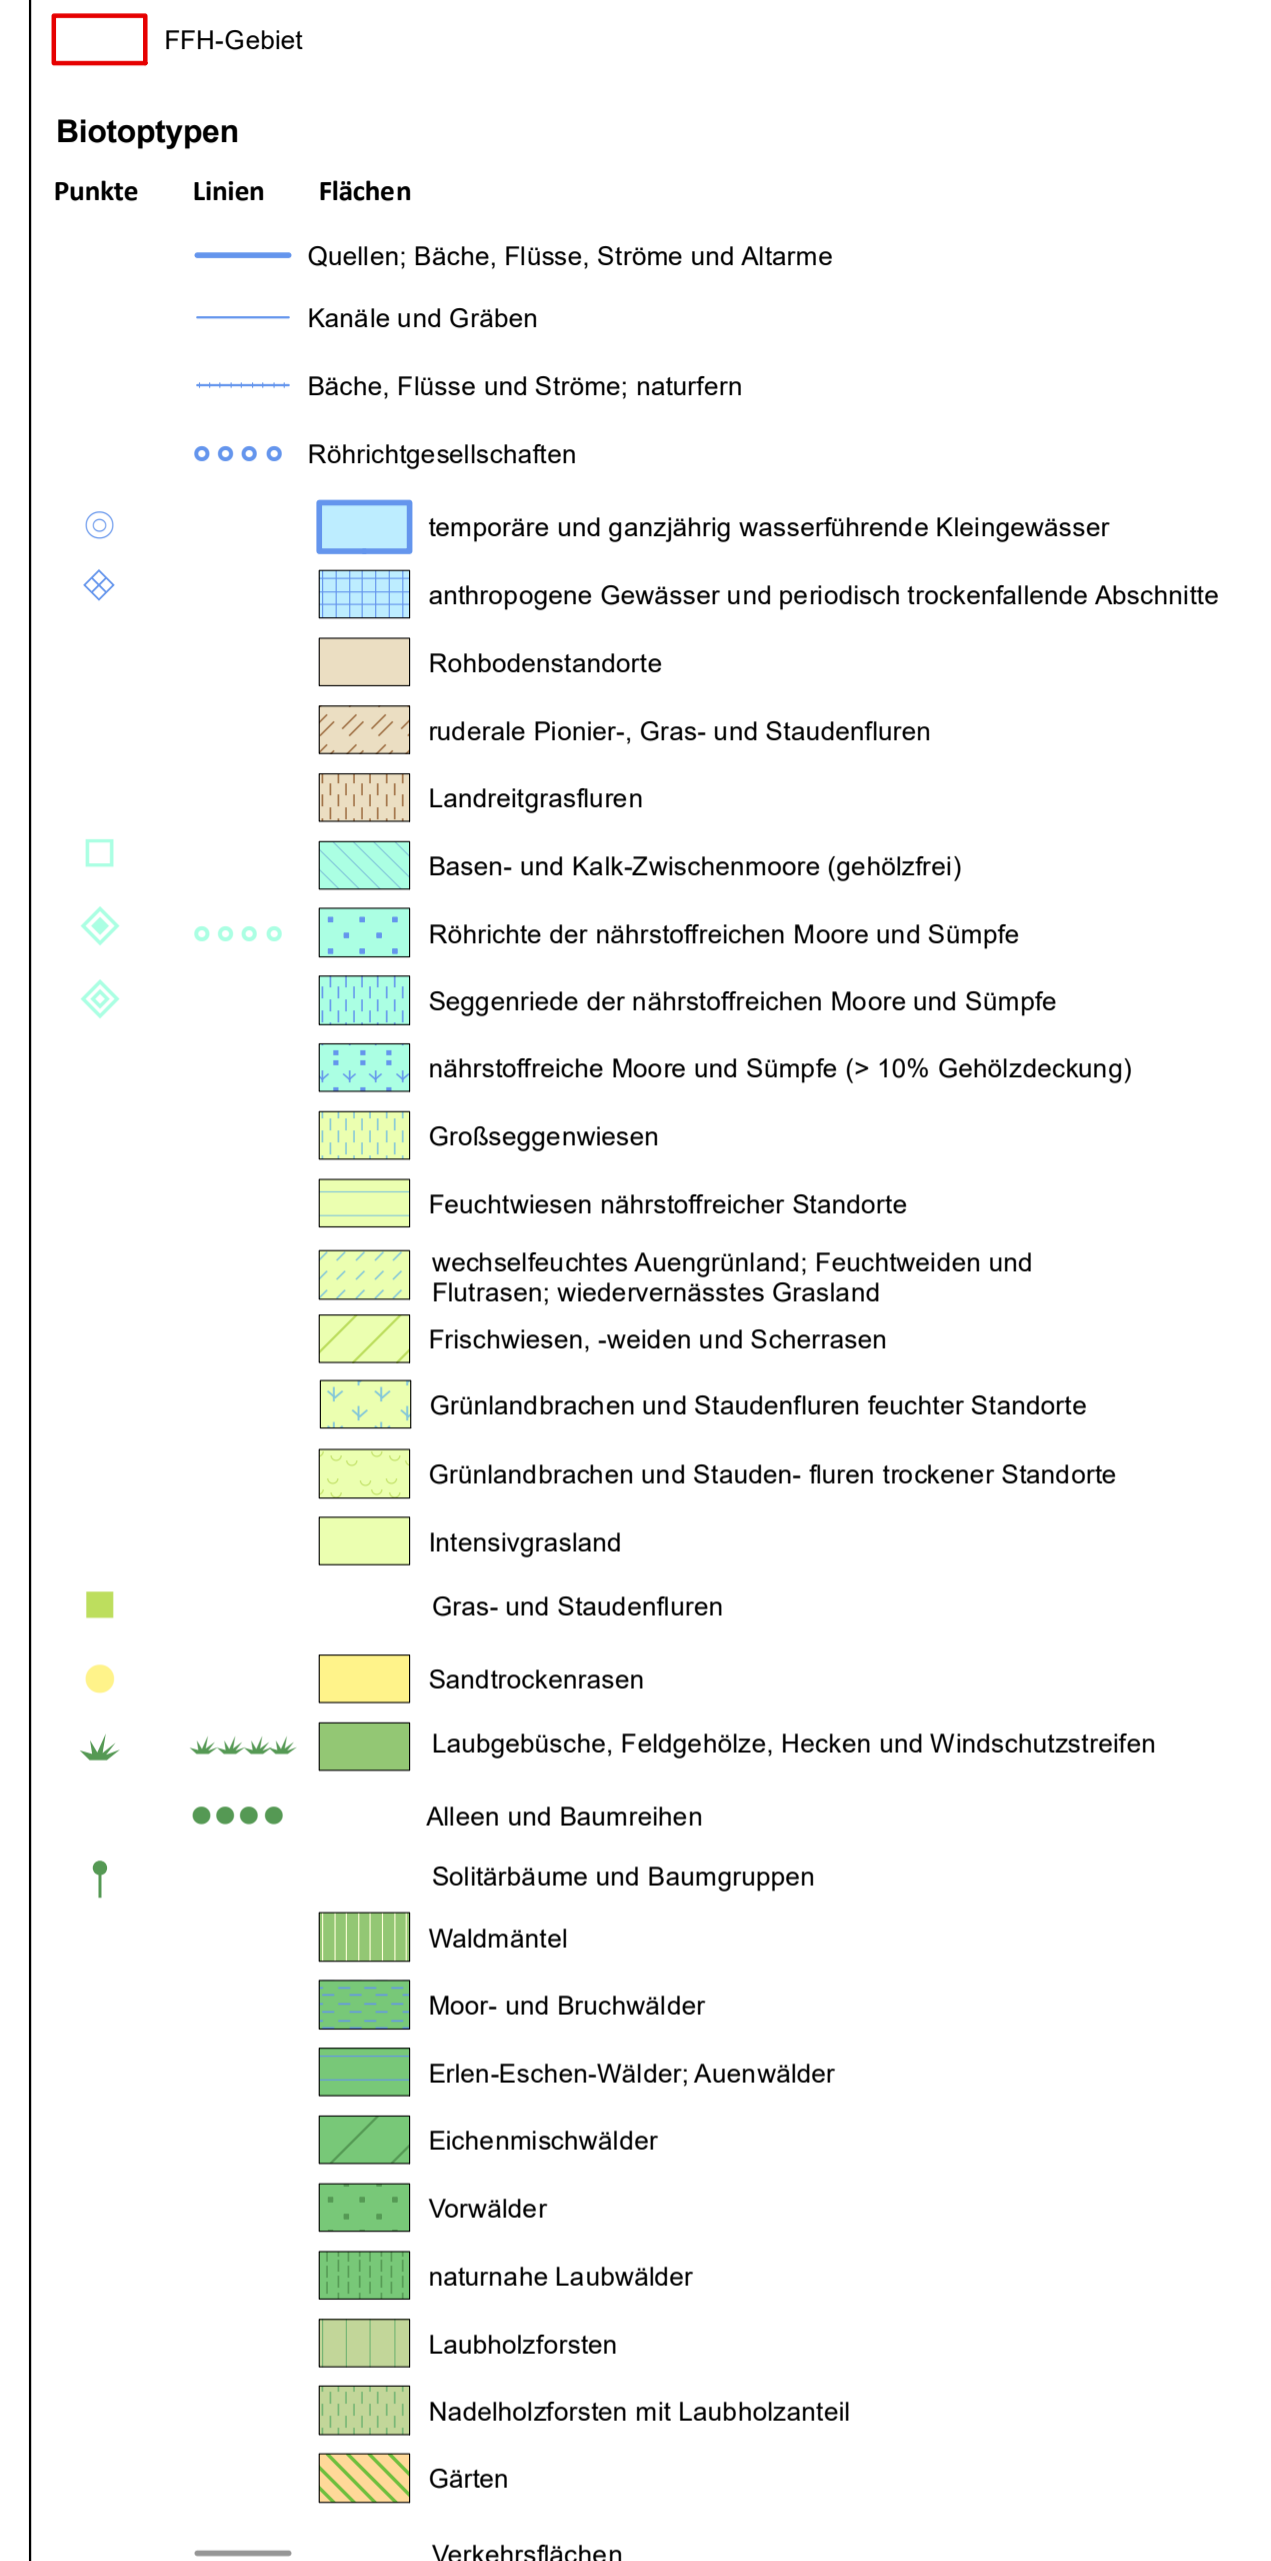 FFH-Gebiet
Biotoptypen
Punkte Linien Flächen
Quellen; Bäche, Flüsse, Ströme und Altarme
Kanäle und Gräben
Bäche, Flüsse und Ströme; naturfern
Röhrichtgesellschaften
temporäre und ganzjährig wasserführende Kleingewässer
anthropogene Gewässer und periodisch trockenfallende Abschnitte
Rohbodenstandorte
ruderale Pionier-, Gras- und Staudenfluren
Landreitgrasfluren
Basen- und Kalk-Zwischenmoore (gehölzfrei)
Röhrichte der nährstoffreichen Moore und Sümpfe
Seggenriede der nährstoffreichen Moore und Sümpfe
nährstoffreiche Moore und Sümpfe (> 10% Gehölzdeckung)
Großseggenwiesen
Feuchtwiesen nährstoffreicher Standorte
wechselfeuchtes Auengrünland; Feuchtweiden und
Flutrasen; wiedervernässtes Grasland
Frischwiesen, -weiden und Scherrasen
Grünlandbrachen und Staudenfluren feuchter Standorte
Grünlandbrachen und Stauden- fluren trockener Standorte
Intensivgrasland
Gras- und Staudenfluren
Sandtrockenrasen
Laubgebüsche, Feldgehölze, Hecken und Windschutzstreifen
Alleen und Baumreihen
Solitärbäume und Baumgruppen
Waldmäntel
Moor- und Bruchwälder
Erlen-Eschen-Wälder; Auenwälder
Eichenmischwälder
Vorwälder
naturnahe Laubwälder
Laubholzforsten
Nadelholzforsten mit Laubholzanteil
Gärten
Verkehrsflächen